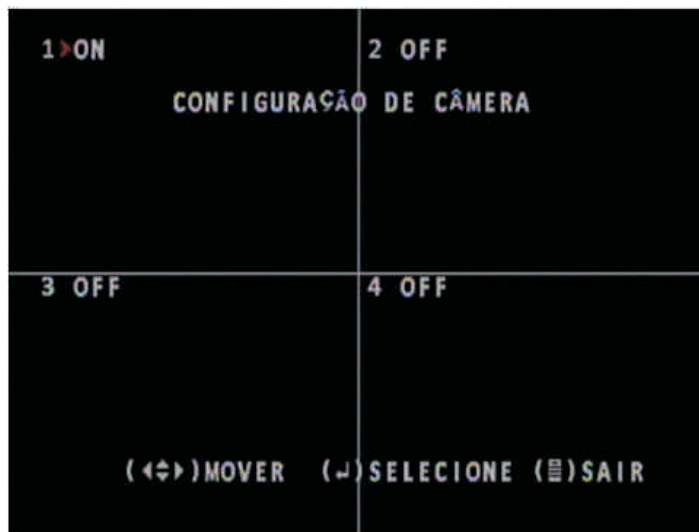 1 ON
2 OFF
CONFIGURAÇÃO DE CÂMERA
3 OFF
4 OFF
(◀▲▼▶)MOVER (↵)SELECIONE (≣)SAIR